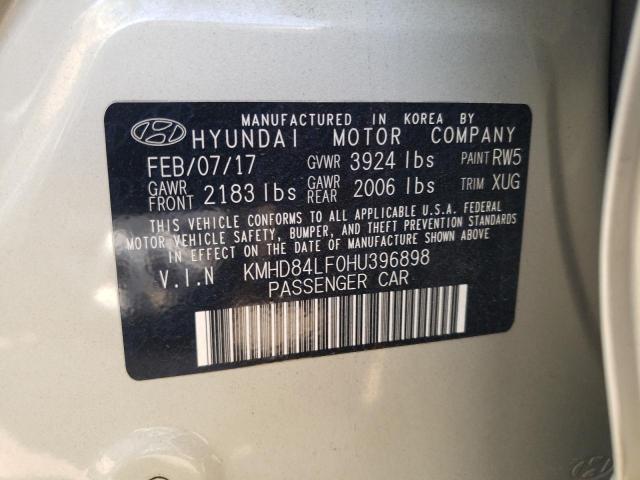 MANUFACTURED IN KOREA BY
HYUNDAI MOTOR COMPANY
FEB/07/17 GVWR 3924 lbs PAINT RW5
GAWR FRONT 2183 lbs GAWR REAR 2006 lbs TRIM XUG
THIS VEHICLE CONFORMS TO ALL APPLICABLE U.S.A. FEDERAL
MOTOR VEHICLE SAFETY, BUMPER, AND THEFT PREVENTION STANDARDS
IN EFFECT ON THE DATE OF MANUFACTURE SHOWN ABOVE.
V.I.N KMHD84LF0HU396898
PASSENGER CAR